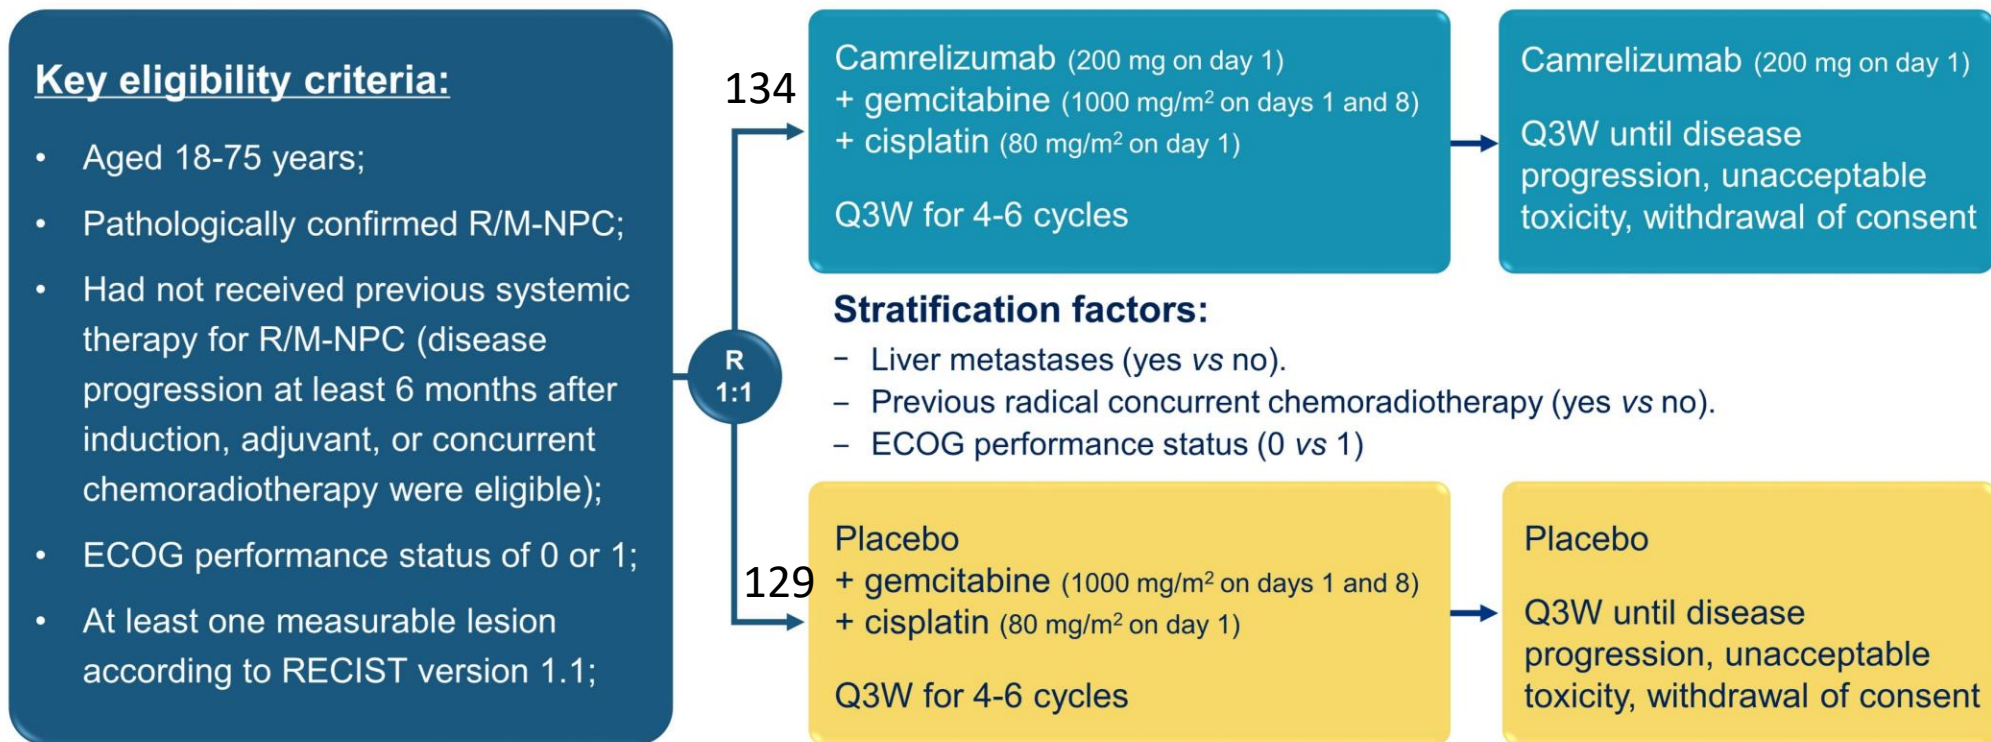 Key eligibility criteria:
• Aged 18-75 years;
• Pathologically confirmed R/M-NPC;
• Had not received previous systemic
therapy for R/M-NPC (disease
progression at least 6 months after
induction, adjuvant, or concurrent
chemoradiotherapy were eligible);
• ECOG performance status of 0 or 1;
• At least one measurable lesion
according to RECIST version 1.1;
R
1:1
134
Camrelizumab (200 mg on day 1)
+ gemcitabine (1000 mg/m² on days 1 and 8)
+ cisplatin (80 mg/m² on day 1)
Q3W for 4-6 cycles
Camrelizumab (200 mg on day 1)
Q3W until disease
progression, unacceptable
toxicity, withdrawal of consent
Stratification factors:
− Liver metastases (yes vs no).
− Previous radical concurrent chemoradiotherapy (yes vs no).
− ECOG performance status (0 vs 1)
129
Placebo
+ gemcitabine (1000 mg/m² on days 1 and 8)
+ cisplatin (80 mg/m² on day 1)
Q3W for 4-6 cycles
Placebo
Q3W until disease
progression, unacceptable
toxicity, withdrawal of consent